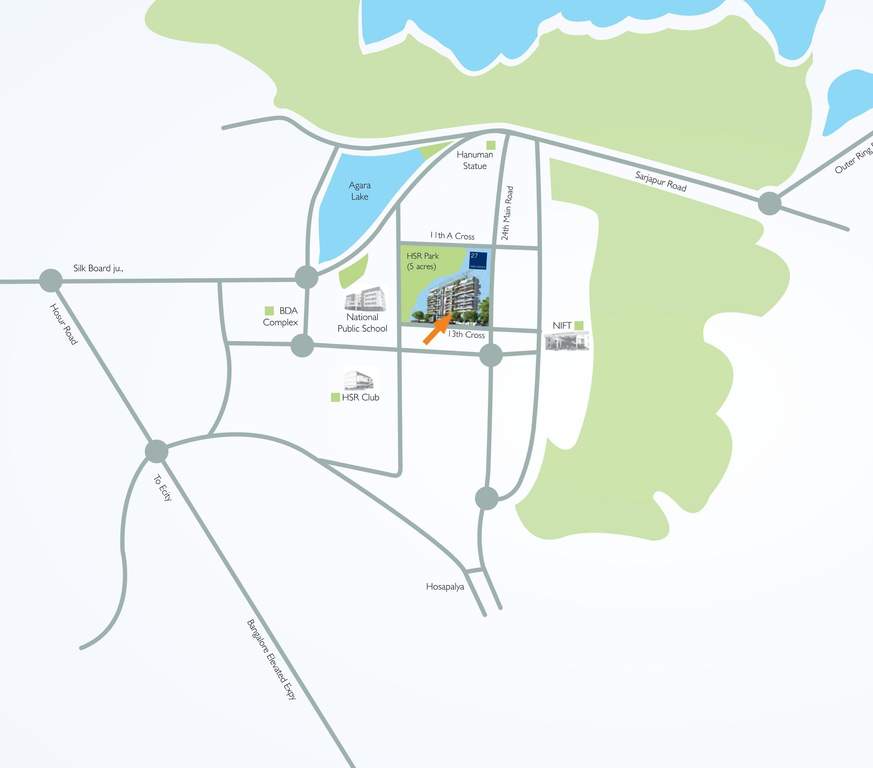 Hanuman
Statue
Outer Ring
Sarjapur Road
Agara
Lake
24th Main Road
11th A Cross
HSR Park
(5 acres)
27
Silk Board ju.,
Hosur Road
BDA
Complex
National
Public School
13th Cross
NIFT
HSR Club
To Ecity
Hosapalya
Bangalore Elevated Expy